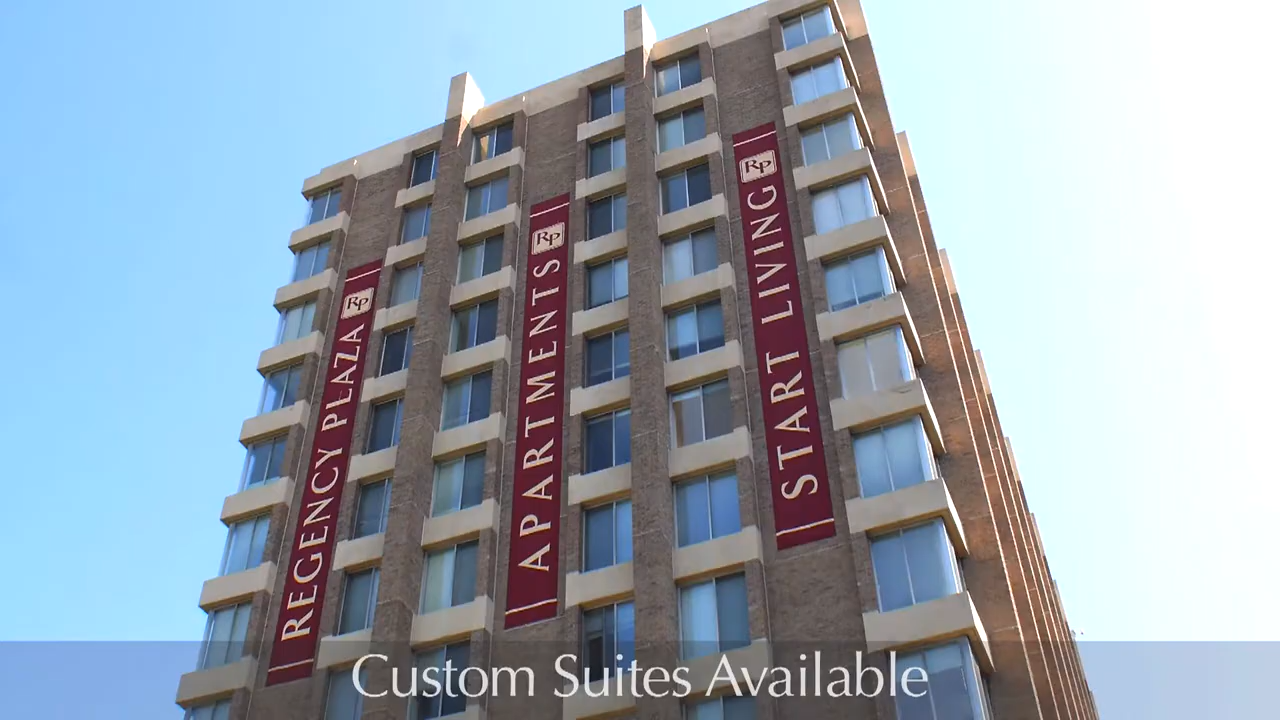 REGENCY PLAZA RP
APARTMENTS RP
START LIVING RP
Custom Suites Available